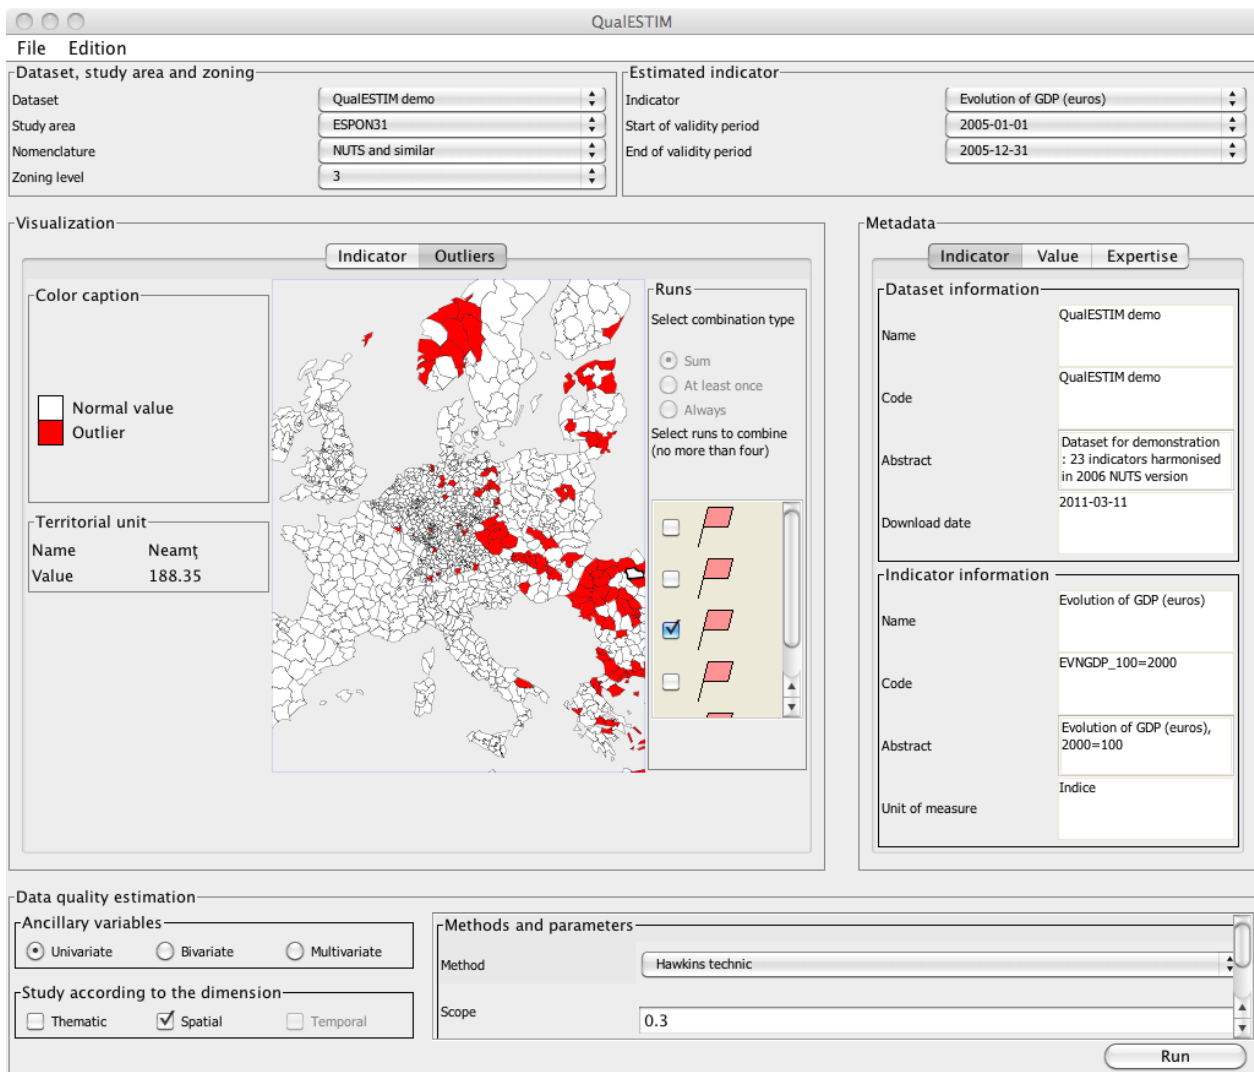 QualESTIM
File Edition
Dataset, study area and zoning
Dataset QualESTIM demo
Study area ESPON31
Nomenclature NUTS and similar
Zoning level 3
Estimated indicator
Indicator Evolution of GDP (euros)
Start of validity period 2005-01-01
End of validity period 2005-12-31
Visualization
Indicator Outliers
Color caption
Normal value
Outlier
Territorial unit
Name Neamţ
Value 188.35
Runs
Select combination type
Sum
At least once
Always
Select runs to combine
(no more than four)
Metadata
Indicator Value Expertise
Dataset information
Name QualESTIM demo
Code QualESTIM demo
Abstract Dataset for demonstration
: 23 indicators harmonised
in 2006 NUTS version
Download date 2011-03-11
Indicator information
Name Evolution of GDP (euros)
Code EVNGDP_100=2000
Abstract Evolution of GDP (euros),
2000=100
Unit of measure Indice
Data quality estimation
Ancillary variables
Univariate Bivariate Multivariate
Study according to the dimension
Thematic Spatial Temporal
Methods and parameters
Method Hawkins technic
Scope 0.3
Run